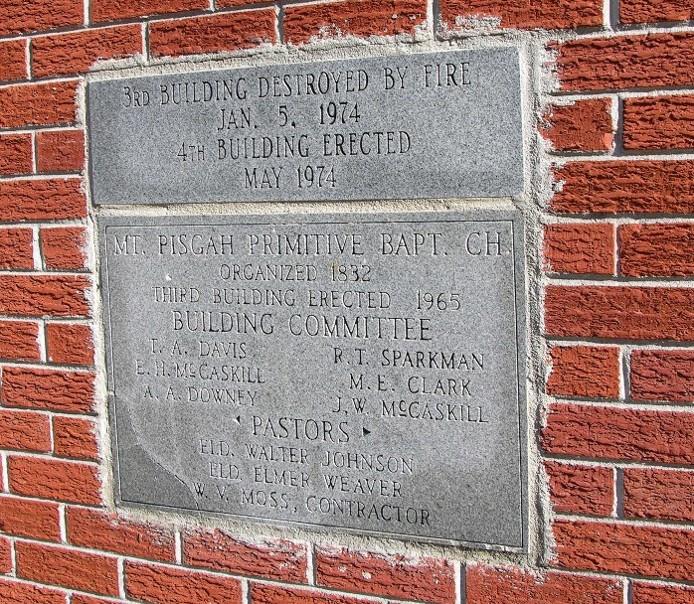 3RD BUILDING DESTROYED BY FIRE
JAN. 5, 1974
4TH BUILDING ERECTED
MAY 1974
MT. PISGAH PRIMITIVE BAPT. CH.
ORGANIZED 1832
THIRD BUILDING ERECTED 1965
BUILDING COMMITTEE
T. A. DAVIS
E. H. MCCASKILL
A. A. DOWNEY
R. T. SPARKMAN
M. E. CLARK
J. W. MCCASKILL
PASTORS
ELD. WALTER JOHNSON
ELD. ELMER WEAVER
W. V. MOSS, CONTRACTOR